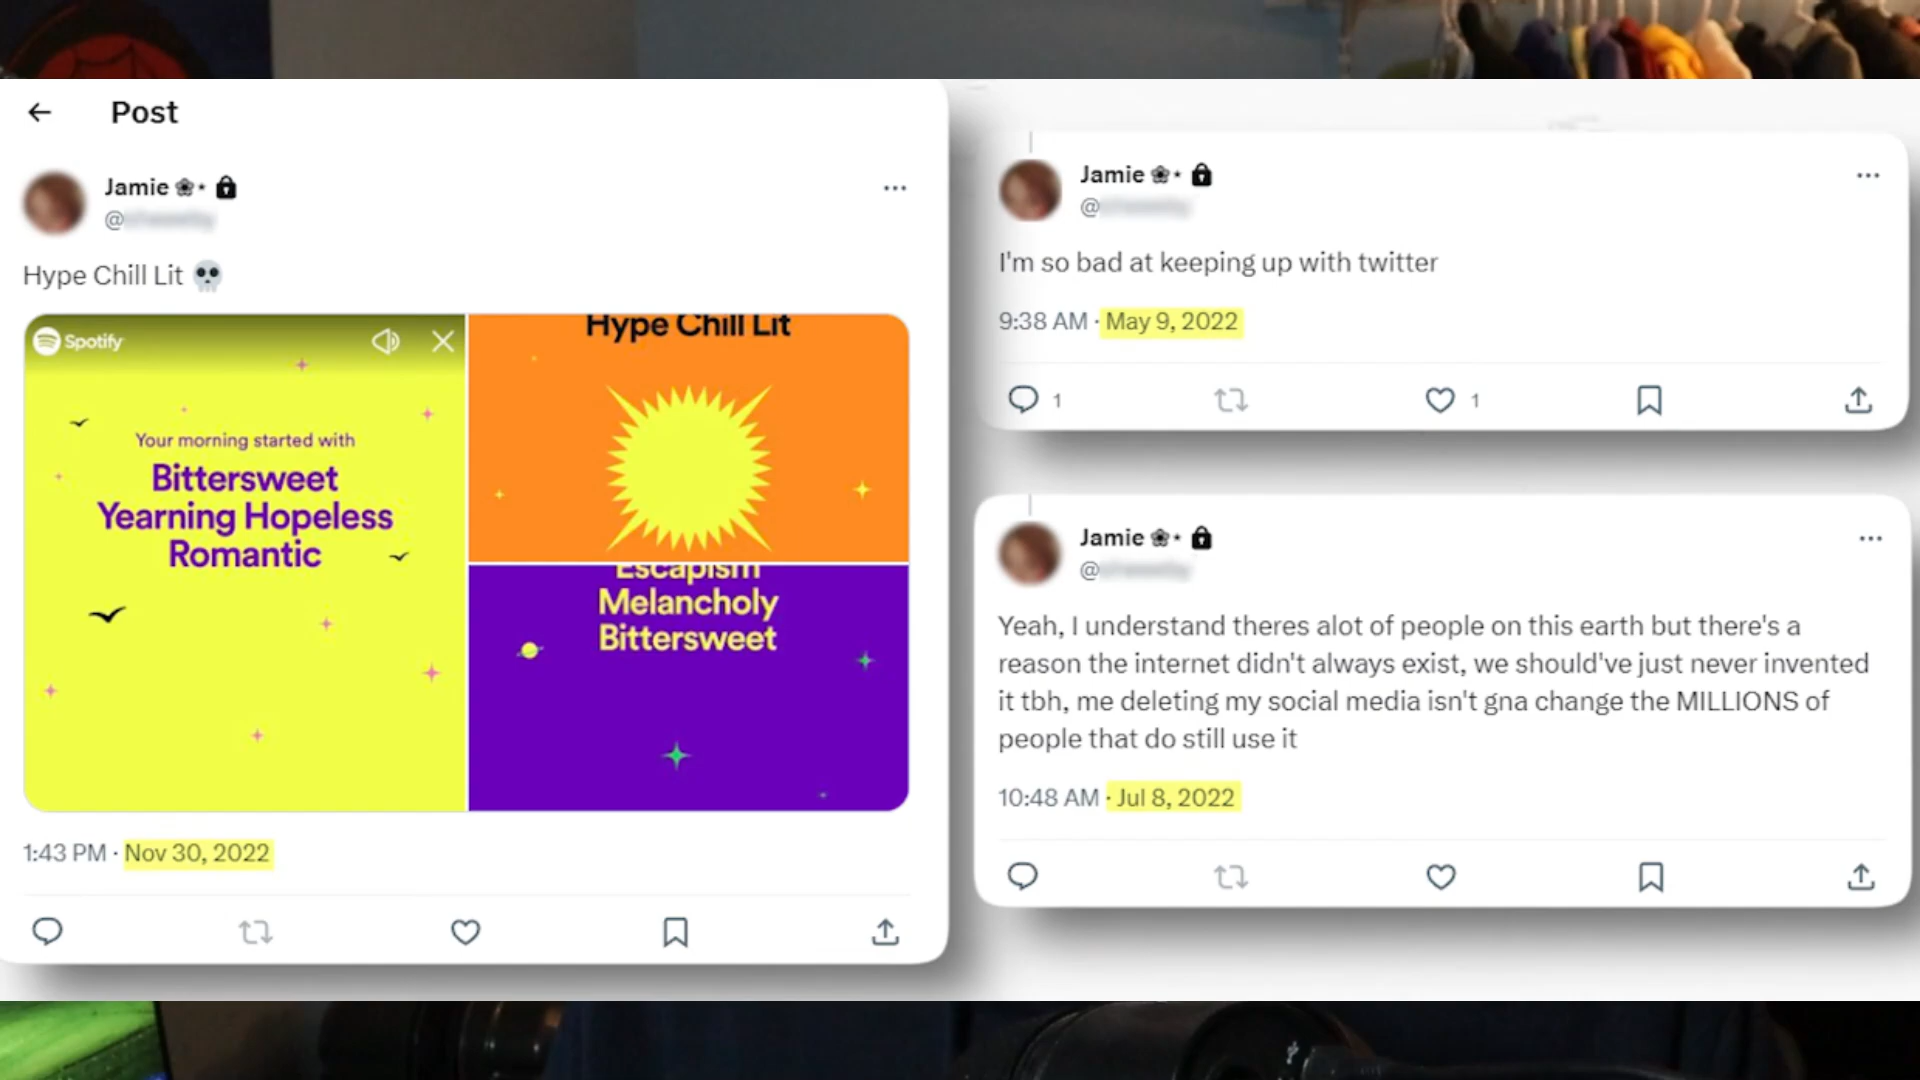 Post
Jamie
@
Hype Chill Lit 💀
Spotify
Your morning started with
Bittersweet
Yearning Hopeless
Romantic
Hype Chill Lit
Escapism
Melancholy
Bittersweet
1:43 PM · Nov 30, 2022
Jamie
@
I'm so bad at keeping up with twitter
9:38 AM · May 9, 2022
1
1
Jamie
@
Yeah, I understand theres alot of people on this earth but there's a
reason the internet didn't always exist, we should've just never invented
it tbh, me deleting my social media isn't gna change the MILLIONS of
people that do still use it
10:48 AM · Jul 8, 2022